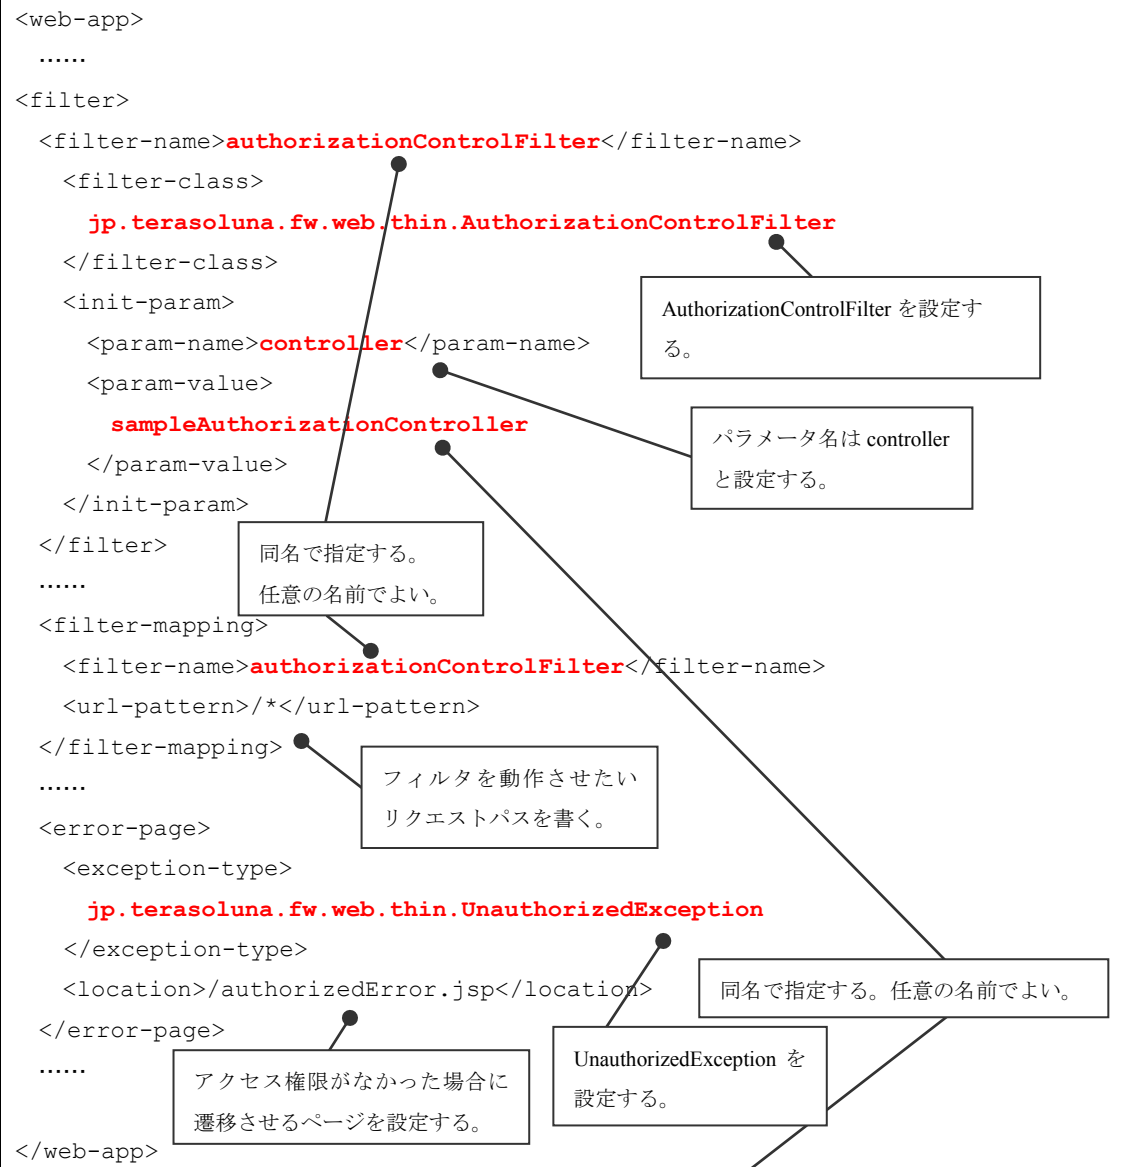 <web-app>
……
<filter>
<filter-name>authorizationControlFilter</filter-name>
<filter-class>
jp.terasoluna.fw.web.thin.AuthorizationControlFilter
</filter-class>
AuthorizationControlFilter を設定す
る。
<init-param>
<param-name>controller</param-name>
<param-value>
sampleAuthorizationController
パラメータ名は controller
と設定する。
</param-value>
</init-param>
</filter>
同名で指定する。
任意の名前でよい。
……
<filter-mapping>
<filter-name>authorizationControlFilter</filter-name>
<url-pattern>/*</url-pattern>
</filter-mapping>
フィルタを動作させたい
リクエストパスを書く。
……
<error-page>
<exception-type>
jp.terasoluna.fw.web.thin.UnauthorizedException
</exception-type>
<location>/authorizedError.jsp</location>
同名で指定する。任意の名前でよい。
</error-page>
UnauthorizedException を
設定する。
……
アクセス権限がなかった場合に
遷移させるページを設定する。
</web-app>